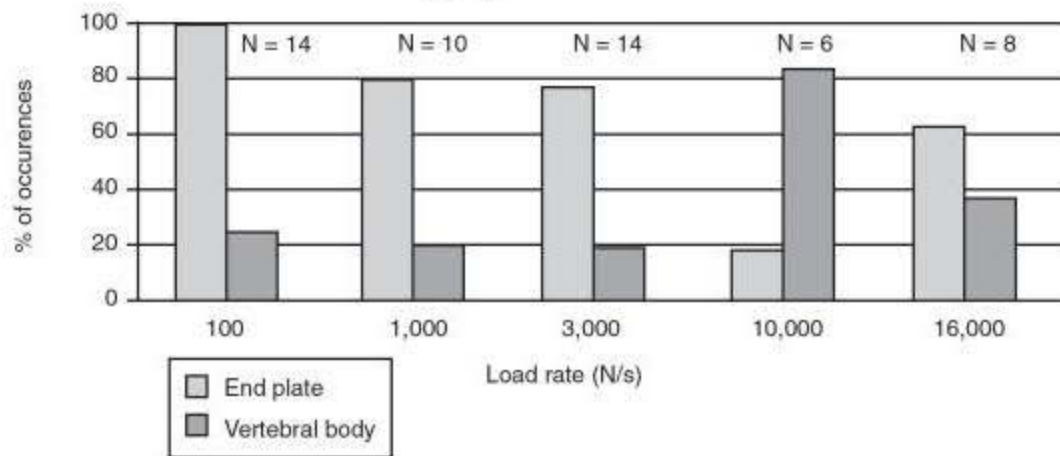 100
N = 14 N = 10 N = 14 N = 6 N = 8
80
60
40
20
0
% of occurences
100 1,000 3,000 10,000 16,000
Load rate (N/s)
End plate
Vertebral body